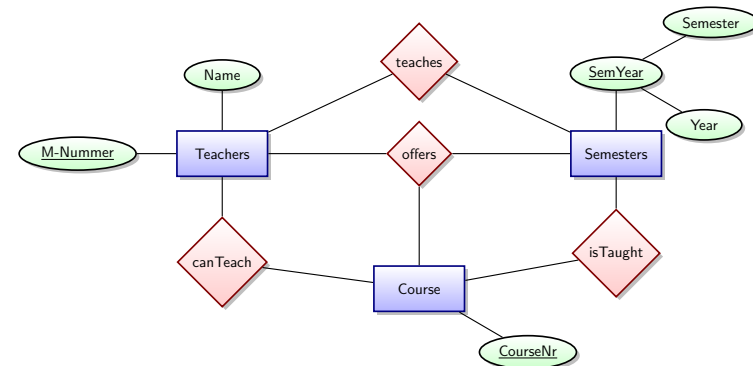 Semester
teaches
Name
SemYear
Year
M-Nummer
Teachers
offers
Semesters
canTeach
isTaught
Course
CourseNr